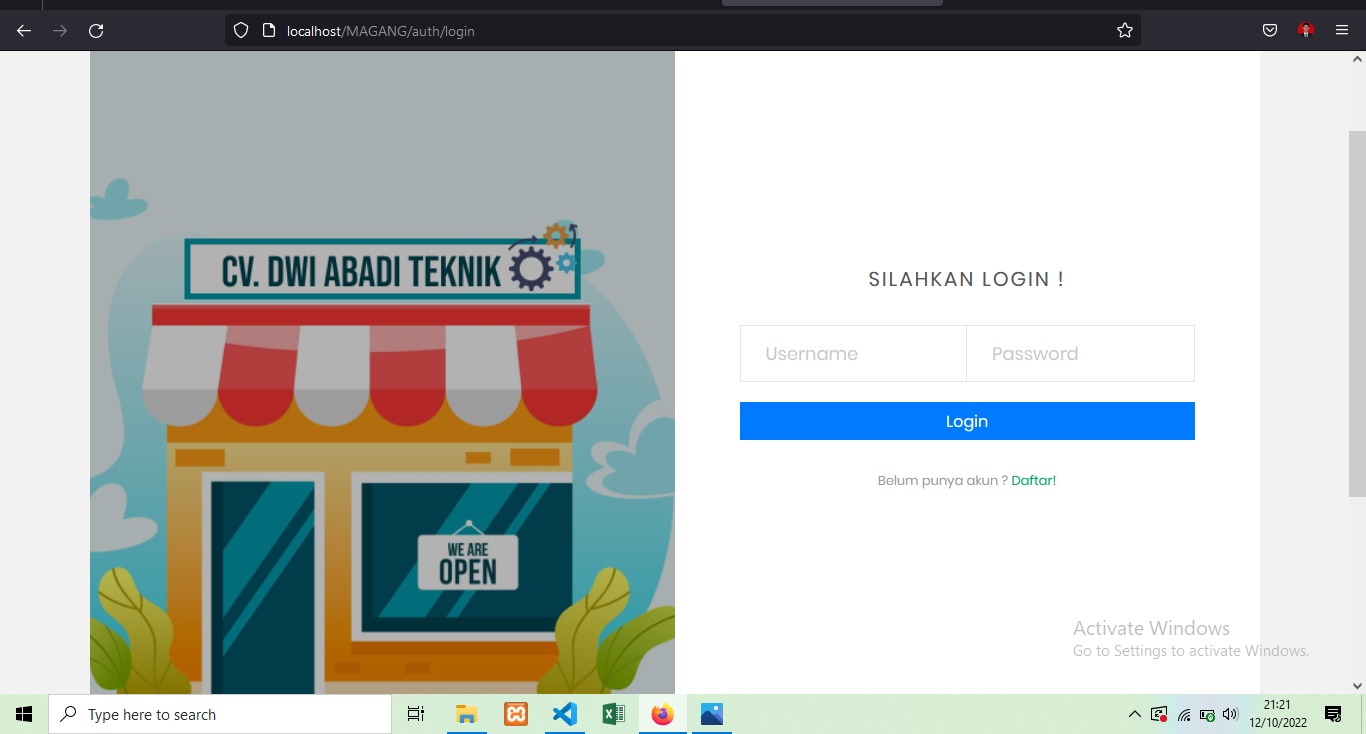 localhost/MAGANG/auth/login
CV. DWI ABADI TEKNIK
WE ARE
OPEN
SILAHKAN LOGIN !
Username
Password
Login
Belum punya akun ? Daftar!
Activate Windows
Go to Settings to activate Windows.
Type here to search
21:21
12/10/2022